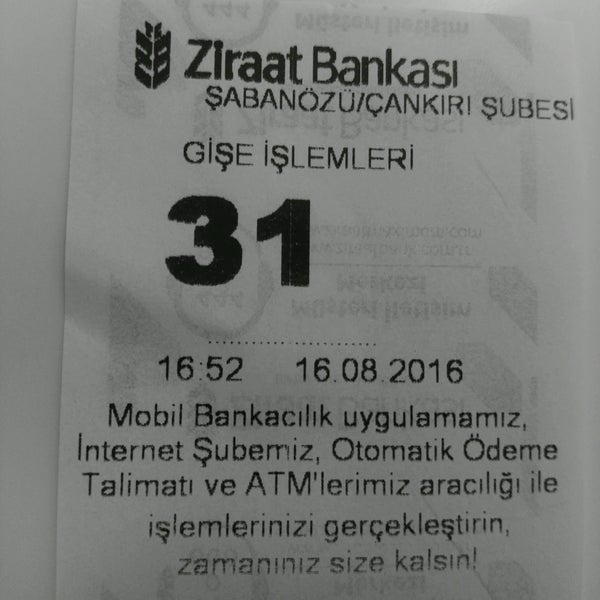 Ziraat Bankası
ŞABANÖZÜ/ÇANKIRI ŞUBESİ
GİŞE İŞLEMLERİ
31
16:52 16.08.2016
Mobil Bankacılık uygulamamız,
İnternet Şubemiz, Otomatik Ödeme
Talimatı ve ATM'lerimiz aracılığı ile
işlemlerinizi gerçekleştirin,
zamanınız size kalsın!